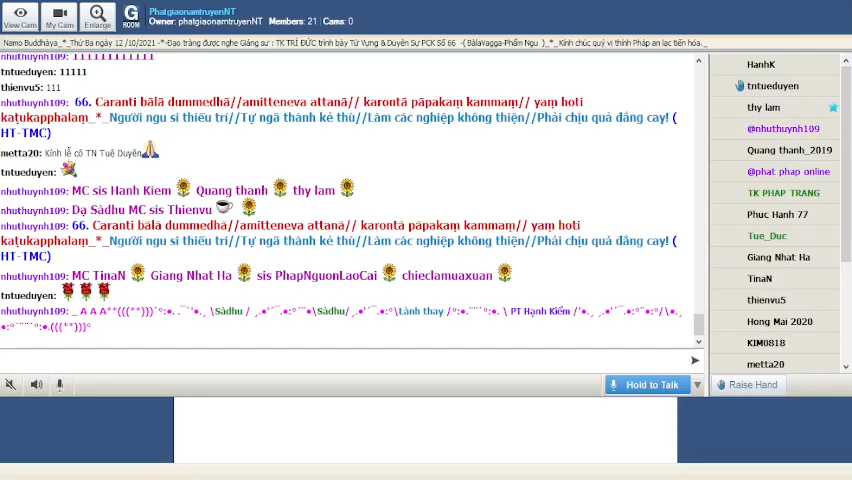 View Cam
My Cam
Enlarge
G
ROOM
PhatgiaonamtruyenNT
Owner: phatgiaonamtruyenNT Members: 21 Cams: 0
Namo Buddhàya_*_Thứ Ba ngày 12 /10/2021 -*-Đạo tràng được nghe Giảng sư : TK TRÍ ĐỨC trình bày Từ Vựng & Duyên Sự PCK Số 66 -( BâlaVagga-Phẩm Ngu )_*_ Kính chúc quý vị thính Pháp an lạc tiến hóa._
nhuthuynh109: 1111111111111
tntueduyen: 11111
thienvu5: 111
nhuthuynh109: 66. Caranti bālā dummedhā//amitteneva attanā// karontā pāpakaṃ kammaṃ// yaṃ hoti
kaṭukapphalaṃ_*_Người ngu si thiếu trí//Tự ngã thành kẻ thù//Làm các nghiệp không thiện//Phải chịu quả đắng cay! (
HT-TMC)
metta20: Kính lễ cô TN Tuệ Duyên
tntueduyen:
nhuthuynh109: MC sis Hanh Kiem Quang thanh thy lam
nhuthuynh109: Dạ Sàdhu MC sis Thienvu
nhuthuynh109: 66. Caranti bālā dummedhā//amitteneva attanā// karontā pāpakaṃ kammaṃ// yaṃ hoti
kaṭukapphalaṃ_*_Người ngu si thiếu trí//Tự ngã thành kẻ thù//Làm các nghiệp không thiện//Phải chịu quả đắng cay! (
HT-TMC)
nhuthuynh109: MC TinaN Giang Nhat Ha sis PhapNguonLaoCai chieclamuaxuan
tntueduyen:
nhuthuynh109: _ A A A**(((**)))`°:•. .¯`'•.¸ \Sàdhu / ¸.•'´¯.•:°¨¨•\Sàdhu/¸.•'´¯.•:°\Lành thay /°:•.¨¨¨°:•. \ PT Hạnh Kiểm /'•.¸ ¸.•'´¯.•:°¨•:°/\•.¸
•:°¨¨¨¨°:•.(((**)))°
Hold to Talk
HanhK
tntueduyen
thy lam
@nhuthuynh109
Quang thanh_2019
@phat phap online
TK PHAP TRANG
Phuc Hanh 77
Tue_Duc
Giang Nhat Ha
TinaN
thienvu5
Hong Mai 2020
KIM0818
metta20
Raise Hand